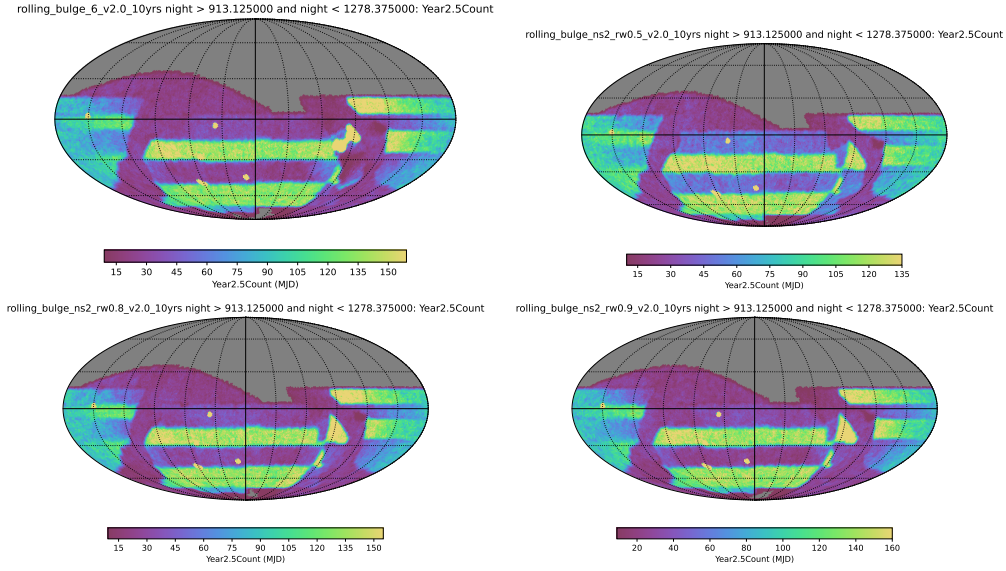 rolling_bulge_6_v2.0_10yrs night > 913.125000 and night < 1278.375000: Year2.5Count
15 30 45 60 75 90 105 120 135 150
Year2.5Count (MJD)
rolling_bulge_ns2_rw0.5_v2.0_10yrs night > 913.125000 and night < 1278.375000: Year2.5Count
15 30 45 60 75 90 105 120 135
Year2.5Count (MJD)
rolling_bulge_ns2_rw0.8_v2.0_10yrs night > 913.125000 and night < 1278.375000: Year2.5Count
15 30 45 60 75 90 105 120 135 150
Year2.5Count (MJD)
rolling_bulge_ns2_rw0.9_v2.0_10yrs night > 913.125000 and night < 1278.375000: Year2.5Count
20 40 60 80 100 120 140 160
Year2.5Count (MJD)